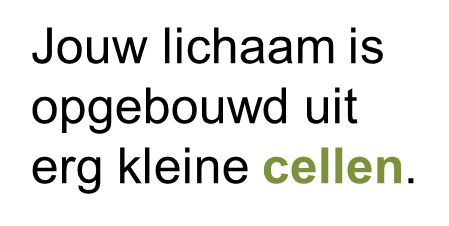 Jouw lichaam is
opgebouwd uit
erg kleine cellen.